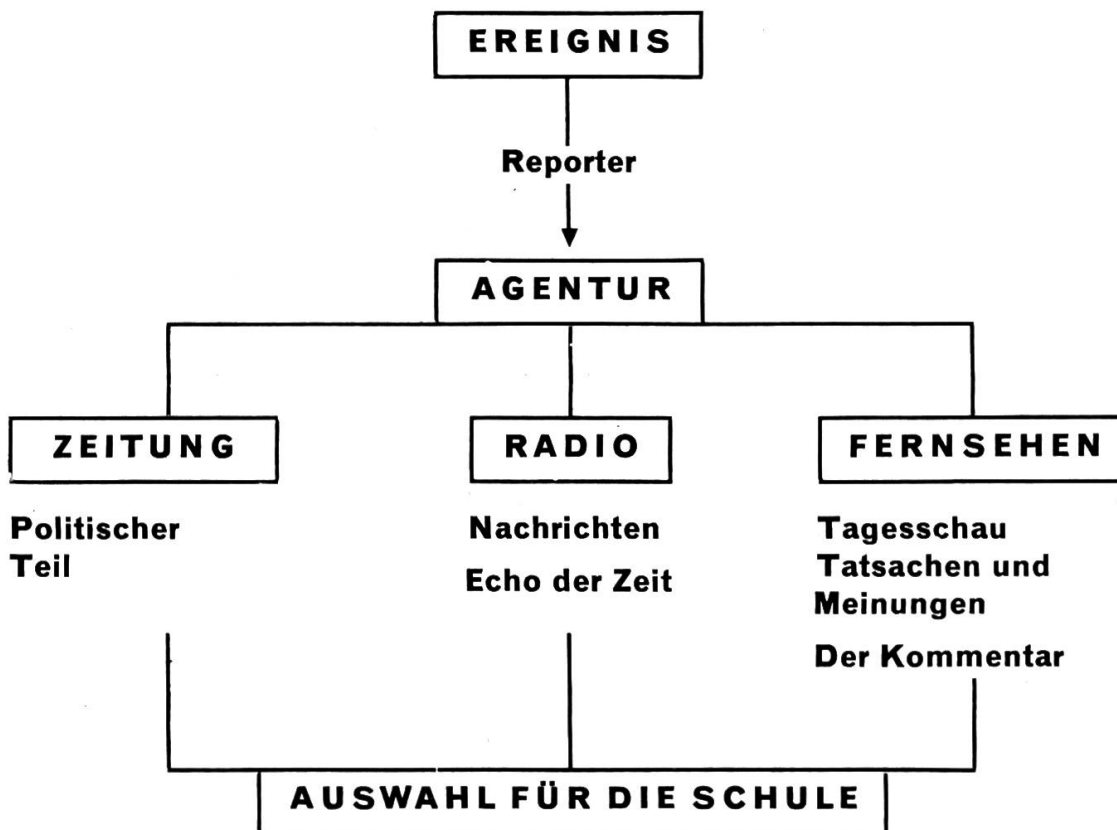 EREIGNIS
Reporter
AGENTUR
ZEITUNG
Politischer
Teil
RADIO
Nachrichten
Echo der Zeit
FERNSEHEN
Tagesschau
Tatsachen und
Meinungen
Der Kommentar
AUSWAHL FÜR DIE SCHULE